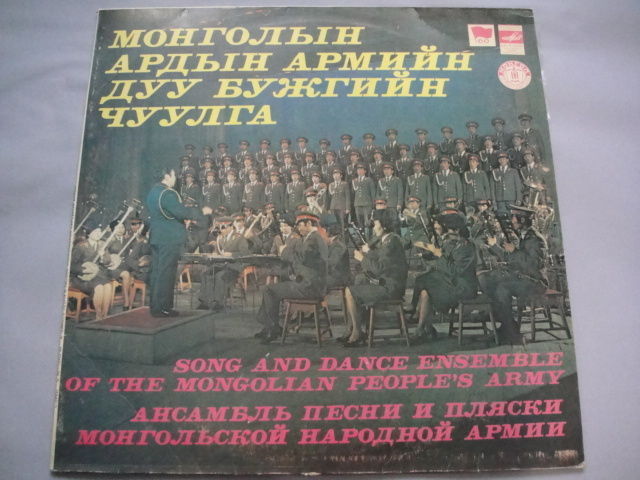 МОНГОЛЫН
АРДЫН АРМИЙН
ДУУ БУЖГИЙН
ЧУУЛГА
SONG AND DANCE ENSEMBLE
OF THE MONGOLIAN PEOPLE'S ARMY
АНСАМБЛЬ ПЕСНИ И ПЛЯСКИ
МОНГОЛЬСКОЙ НАРОДНОЙ АРМИИ